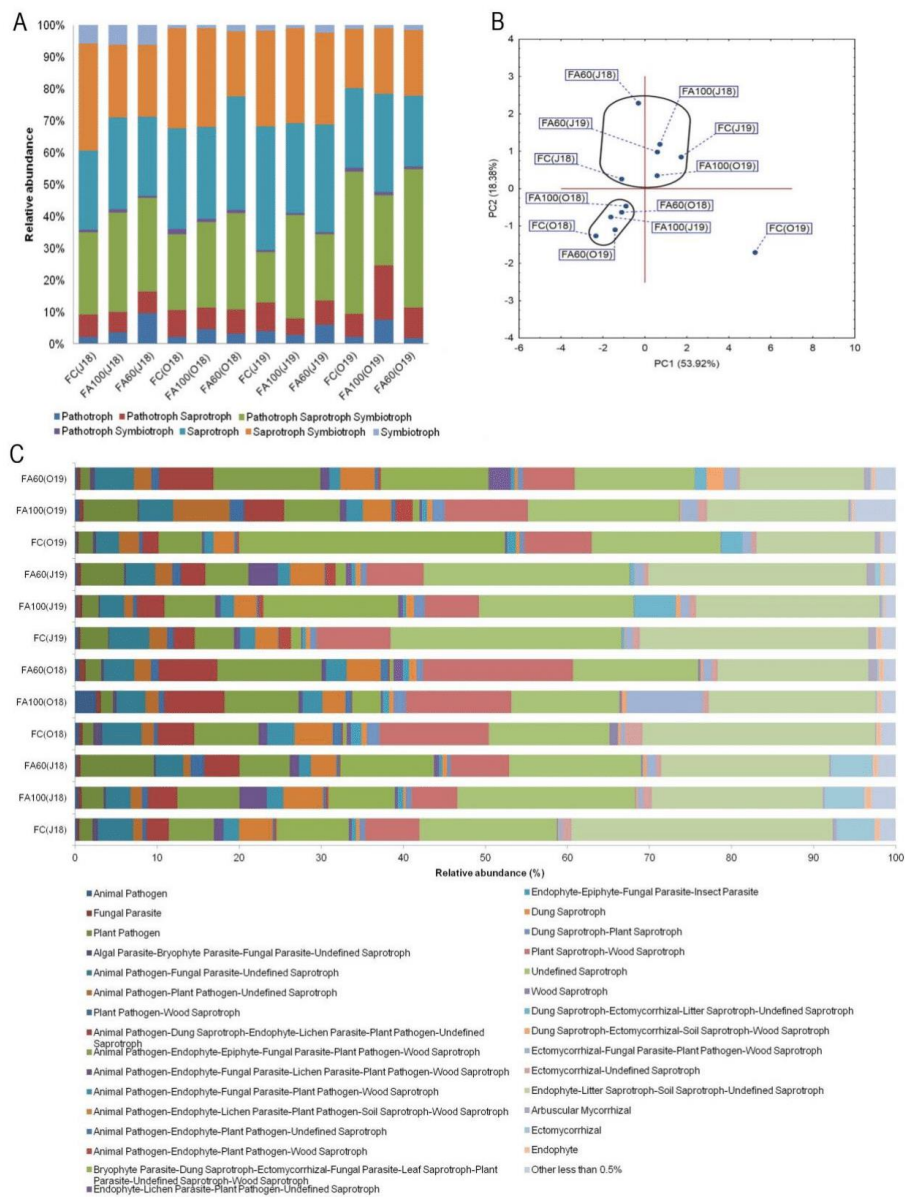 A
100%
90%
80%
70%
60%
50%
40%
30%
20%
10%
0%
Relative abundance
FC(J18)
FA100(J18)
FA60(J18)
FC(O18)
FA100(O18)
FA60(O18)
FC(J19)
FA100(J19)
FA60(J19)
FC(O19)
FA100(O19)
FA60(O19)
Pathotroph
Pathotroph Saprotroph
Pathotroph Saprotroph Symbiotroph
Pathotroph Symbiotroph
Saprotroph
Saprotroph Symbiotroph
Symbiotroph
B
4
3
2
1
0
-1
-2
-3
-4
PC2 (18.38%)
FA60(J18)
FA100(J18)
FA60(J19)
FC(J19)
FC(J18)
FA100(O19)
FA100(O18)
FA60(O18)
FC(O18)
FA100(J19)
FA60(O19)
FC(O19)
-6 -4 -2 0 2 4 6 8 10
PC1 (53.92%)
C
FA60(O19)
FA100(O19)
FC(O19)
FA60(J19)
FA100(J19)
FC(J19)
FA60(O18)
FA100(O18)
FC(O18)
FA60(J18)
FA100(J18)
FC(J18)
0 10 20 30 40 50 60 70 80 90 100
Relative abundance (%)
Animal Pathogen
Fungal Parasite
Plant Pathogen
Algal Parasite-Bryophyte Parasite-Fungal Parasite-Undefined Saprotroph
Animal Pathogen-Fungal Parasite-Undefined Saprotroph
Animal Pathogen-Plant Pathogen-Undefined Saprotroph
Plant Pathogen-Wood Saprotroph
Animal Pathogen-Dung Saprotroph-Endophyte-Lichen Parasite-Plant Pathogen-Undefined
Saprotroph
Animal Pathogen-Endophyte-Epiphyte-Fungal Parasite-Plant Pathogen-Wood Saprotroph
Animal Pathogen-Endophyte-Fungal Parasite-Lichen Parasite-Plant Pathogen-Wood Saprotroph
Animal Pathogen-Endophyte-Fungal Parasite-Plant Pathogen-Wood Saprotroph
Animal Pathogen-Endophyte-Lichen Parasite-Plant Pathogen-Soil Saprotroph-Wood Saprotroph
Animal Pathogen-Endophyte-Plant Pathogen-Undefined Saprotroph
Animal Pathogen-Endophyte-Plant Pathogen-Wood Saprotroph
Bryophyte Parasite-Dung Saprotroph-Ectomycorrhizal-Fungal Parasite-Leaf Saprotroph-Plant
Parasite-Undefined Saprotroph-Wood Saprotroph
Endophyte-Lichen Parasite-Plant Pathogen-Undefined Saprotroph
Endophyte-Epiphyte-Fungal Parasite-Insect Parasite
Dung Saprotroph
Dung Saprotroph-Plant Saprotroph
Plant Saprotroph-Wood Saprotroph
Undefined Saprotroph
Wood Saprotroph
Dung Saprotroph-Ectomycorrhizal-Litter Saprotroph-Undefined Saprotroph
Dung Saprotroph-Ectomycorrhizal-Soil Saprotroph-Wood Saprotroph
Ectomycorrhizal-Fungal Parasite-Plant Pathogen-Wood Saprotroph
Ectomycorrhizal-Undefined Saprotroph
Endophyte-Litter Saprotroph-Soil Saprotroph-Undefined Saprotroph
Arbuscular Mycorrhizal
Ectomycorrhizal
Endophyte
Other less than 0.5%